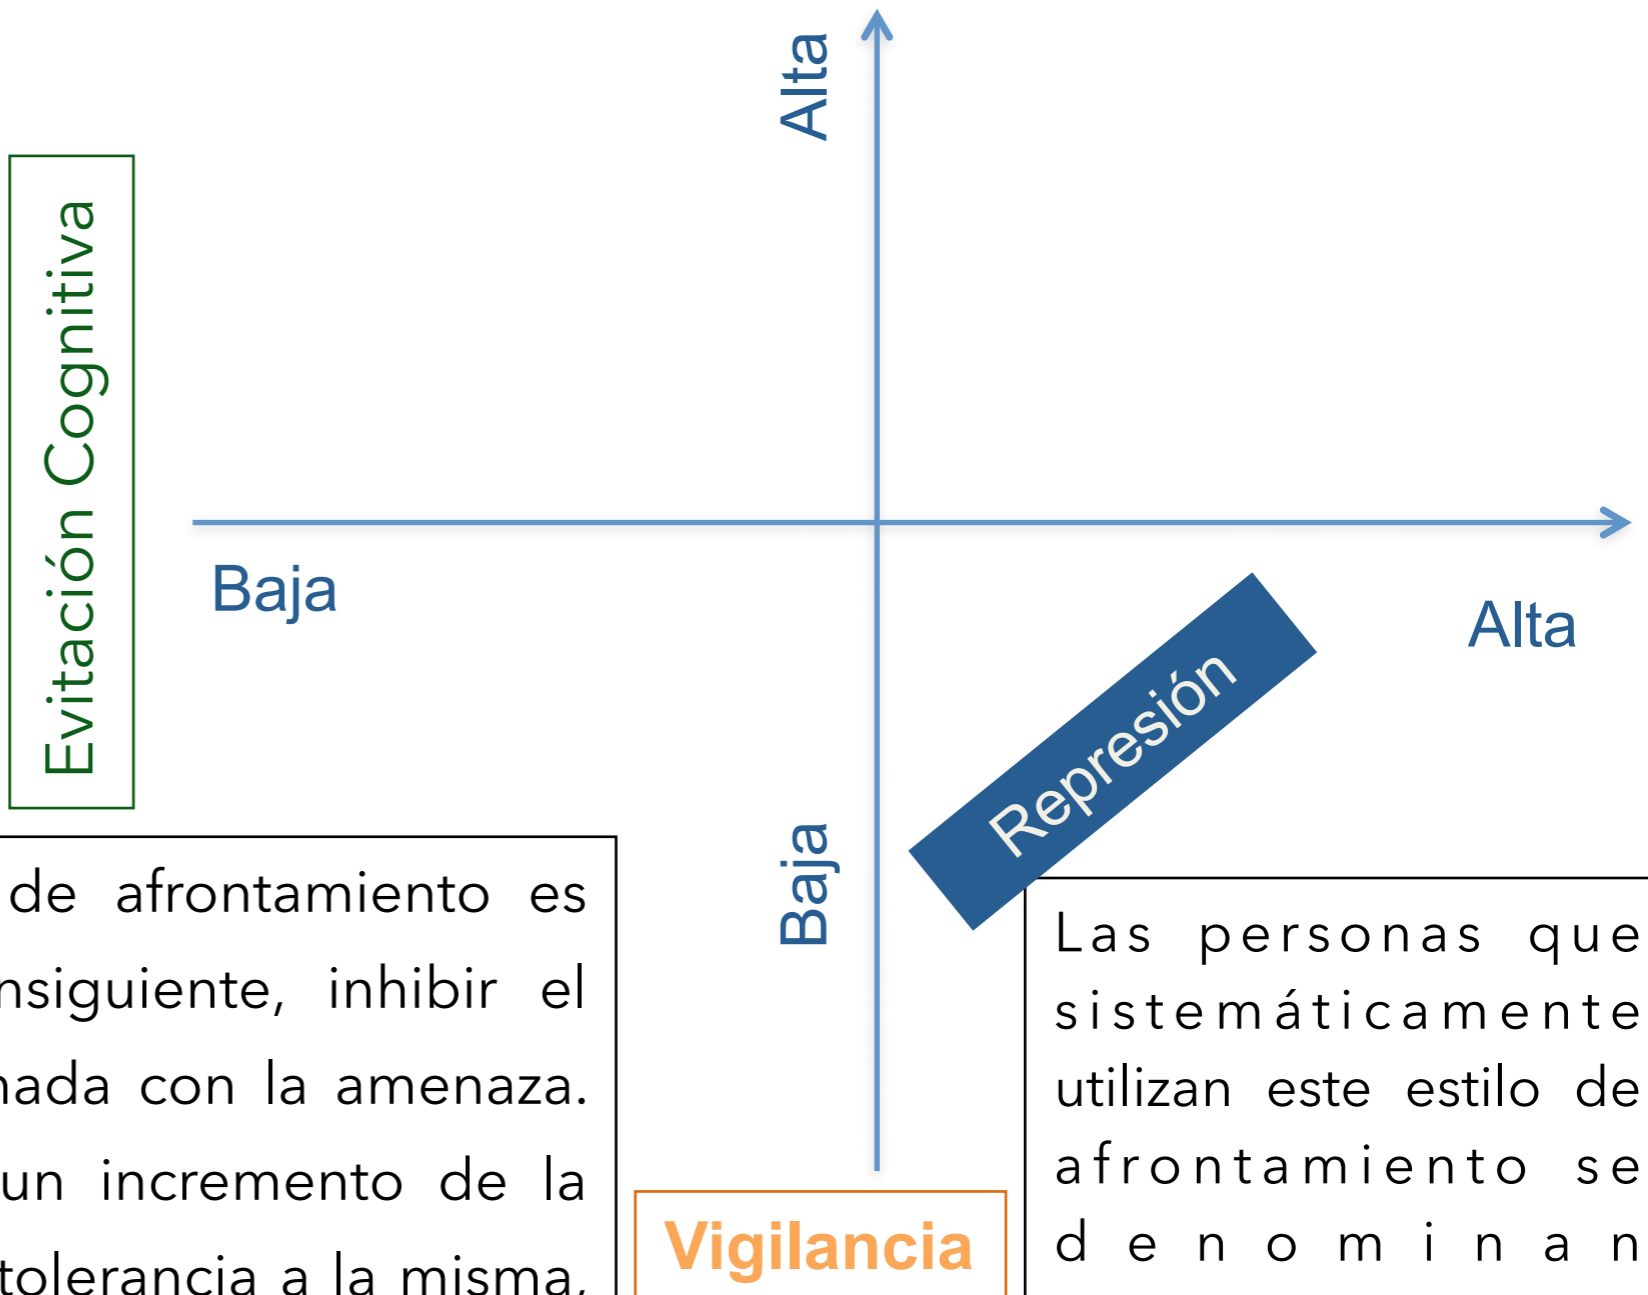 Alta
Evitación Cognitiva
Baja
Alta
Represión
Baja
de afrontamiento es
nsiguiente, inhibir el
nada con la amenaza.
un incremento de la
tolerancia a la misma,
Vigilancia
Las personas que
sistemáticamente
utilizan este estilo de
afrontamiento se
denominan